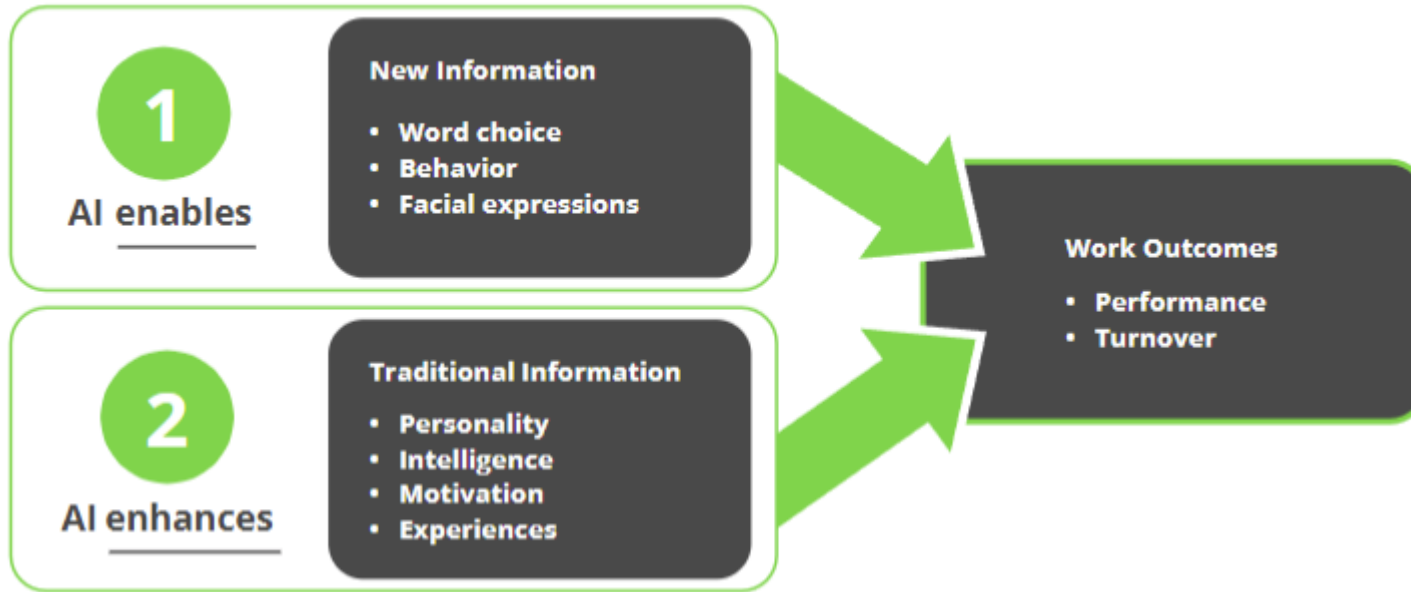 1
AI enables
New Information
• Word choice
• Behavior
• Facial expressions
2
AI enhances
Traditional Information
• Personality
• Intelligence
• Motivation
• Experiences
Work Outcomes
• Performance
• Turnover